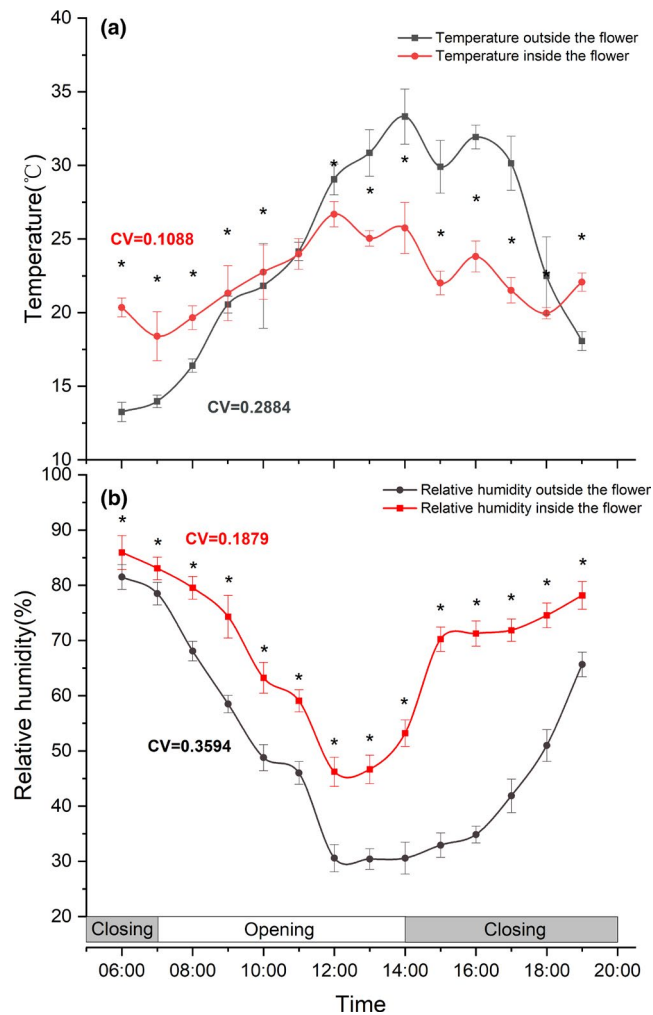 (a)
Temperature outside the flower
Temperature inside the flower
40
35
30
25
20
15
10
Temperature(℃)
CV=0.1088
CV=0.2884
* * * * * * * * * * * * *
(b)
Relative humidity outside the flower
Relative humidity inside the flower
100
90
80
70
60
50
40
30
20
Relative humidity(%)
CV=0.1879
CV=0.3594
* * * * * * * * * * * * * *
Closing Opening Closing
06:00 08:00 10:00 12:00 14:00 16:00 18:00 20:00
Time